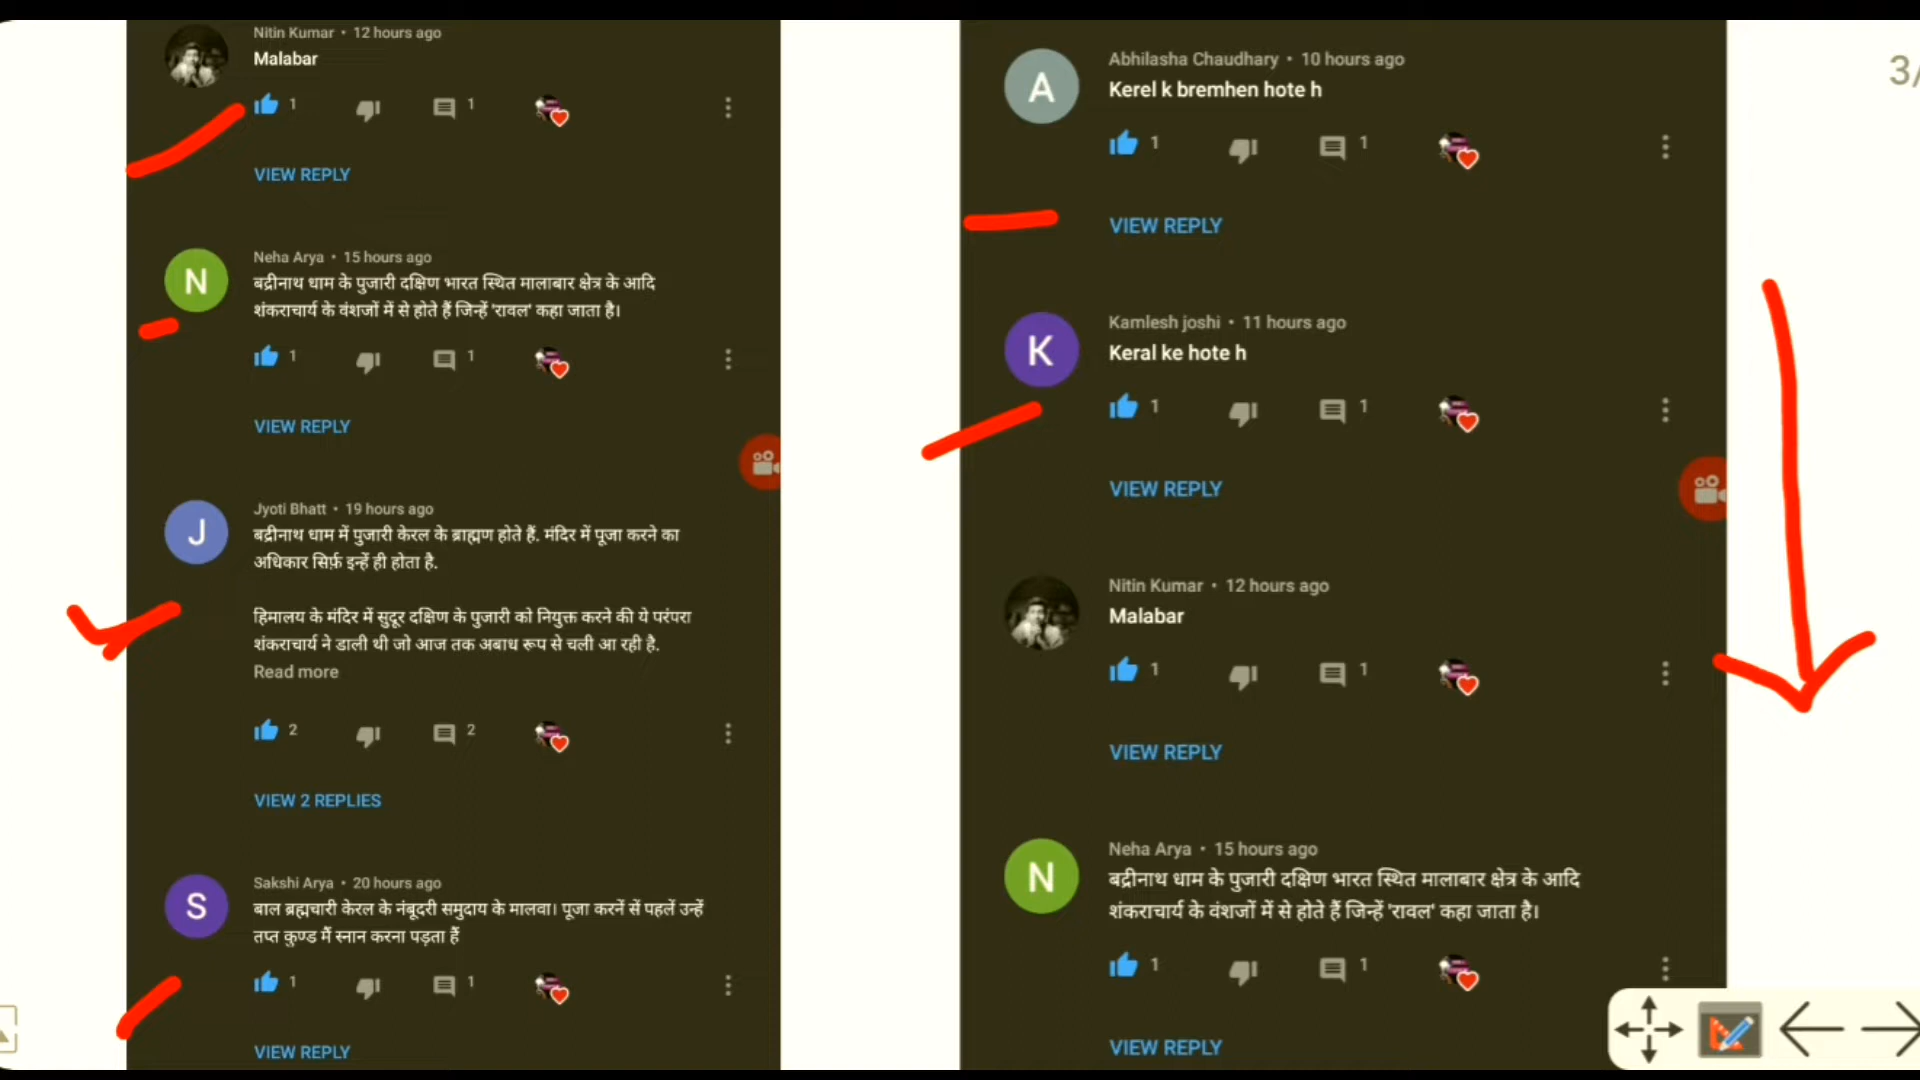 Nitin Kumar • 12 hours ago
Malabar
1
1
VIEW REPLY
Neha Arya • 15 hours ago
बद्रीनाथ धाम के पुजारी दक्षिण भारत स्थित मालाबार क्षेत्र के आदि
शंकराचार्य के वंशजों में से होते हैं जिन्हें 'रावल' कहा जाता है।
1
1
VIEW REPLY
J
Jyoti Bhatt • 19 hours ago
बद्रीनाथ धाम में पुजारी केरल के ब्राह्मण होते हैं. मंदिर में पूजा करने का
अधिकार सिर्फ़ इन्हें ही होता है.
हिमालय के मंदिर में सुदूर दक्षिण के पुजारी को नियुक्त करने की ये परंपरा
शंकराचार्य ने डाली थी जो आज तक अबाध रूप से चली आ रही है.
Read more
2
2
VIEW 2 REPLIES
S
Sakshi Arya • 20 hours ago
बाल ब्रह्मचारी केरल के नंबूदरी समुदाय के मालवा। पूजा करनें सें पहलें उन्हें
तप्त कुण्ड मैं स्नान करना पड़ता हैं
1
1
VIEW REPLY
A
Abhilasha Chaudhary • 10 hours ago
Kerel k bremhen hote h
1
1
VIEW REPLY
K
Kamlesh joshi • 11 hours ago
Keral ke hote h
1
1
VIEW REPLY
Nitin Kumar • 12 hours ago
Malabar
1
1
VIEW REPLY
N
Neha Arya • 15 hours ago
बद्रीनाथ धाम के पुजारी दक्षिण भारत स्थित मालाबार क्षेत्र के आदि
शंकराचार्य के वंशजों में से होते हैं जिन्हें 'रावल' कहा जाता है।
1
1
VIEW REPLY
3/